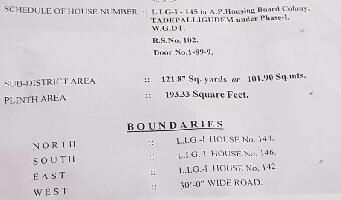 SCHEDULE OF HOUSE NUMBER :: L.I.G-I - 145 in A.P.Housing Board Colony,
TADEPALLIGUDEM under Phase-I,
W.G.DT.
R.S.No. 102.
Door No.1-89-9,
SUB-DISTRICT AREA :: 121.87 Sq. yards or 101.90 Sq.mts.
PLINTH AREA :: 193.33 Square Feet.
BOUNDARIES
NORTH :: L.I.G.-I HOUSE No. 144.
SOUTH :: L.I.G.-I HOUSE No. 146.
EAST :: L.I.G.-I HOUSE No. 142
WEST :: 30'-0" WIDE ROAD.